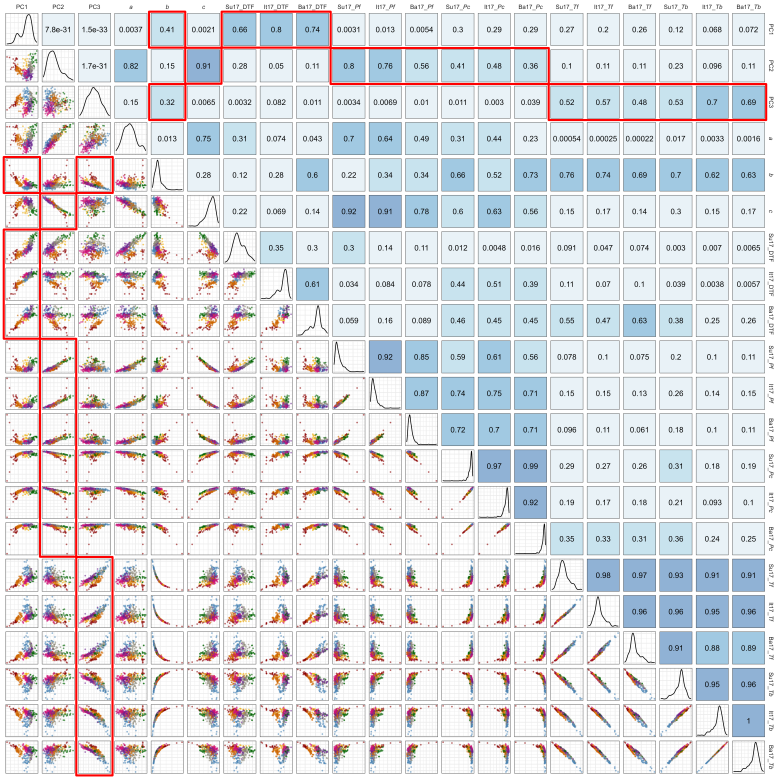 PC1 PC2 PC3 a b c Su17_DTF It17_DTF Ba17_DTF Su17_Pf It17_Pf Ba17_Pf Su17_Pc It17_Pc Ba17_Pc Su17_Tf It17_Tf Ba17_Tf Su17_Tb It17_Tb Ba17_Tb
7.8e-31 1.5e-33 0.0037 0.41 0.0021 0.66 0.8 0.74 0.0031 0.013 0.0054 0.3 0.29 0.29 0.27 0.2 0.26 0.12 0.068 0.072 PC1
1.7e-31 0.82 0.15 0.91 0.28 0.05 0.11 0.8 0.76 0.56 0.41 0.48 0.36 0.1 0.11 0.11 0.23 0.096 0.11 PC2
0.15 0.32 0.0065 0.0032 0.082 0.011 0.0034 0.0069 0.01 0.011 0.003 0.039 0.52 0.57 0.48 0.53 0.7 0.69 PC3
0.013 0.75 0.31 0.074 0.043 0.7 0.64 0.49 0.31 0.44 0.23 0.00054 0.00025 0.00022 0.017 0.0033 0.0016 a
0.28 0.12 0.28 0.6 0.22 0.34 0.34 0.66 0.52 0.73 0.76 0.74 0.69 0.7 0.62 0.63 b
0.22 0.069 0.14 0.92 0.91 0.78 0.6 0.63 0.56 0.15 0.17 0.14 0.3 0.15 0.17 c
0.35 0.3 0.3 0.14 0.11 0.012 0.0048 0.016 0.091 0.047 0.074 0.003 0.007 0.0065 Su17_DTF
0.61 0.034 0.084 0.078 0.44 0.51 0.39 0.11 0.07 0.1 0.039 0.0038 0.0057 It17_DTF
0.059 0.16 0.089 0.46 0.45 0.45 0.55 0.47 0.63 0.38 0.25 0.26 Ba17_DTF
0.92 0.85 0.59 0.61 0.56 0.078 0.1 0.075 0.2 0.1 0.11 Su17_Pf
0.87 0.74 0.75 0.71 0.15 0.15 0.13 0.26 0.14 0.15 It17_Pf
0.72 0.7 0.71 0.096 0.11 0.061 0.18 0.1 0.11 Ba17_Pf
0.97 0.99 0.29 0.27 0.26 0.31 0.18 0.19 Su17_Pc
0.92 0.19 0.17 0.18 0.21 0.093 0.1 It17_Pc
0.35 0.33 0.31 0.36 0.24 0.25 Ba17_Pc
0.98 0.97 0.93 0.91 0.91 Su17_Tf
0.96 0.96 0.95 0.96 It17_Tf
0.91 0.88 0.89 Ba17_Tf
0.95 0.96 Su17_Tb
1 It17_Tb
Ba17_Tb